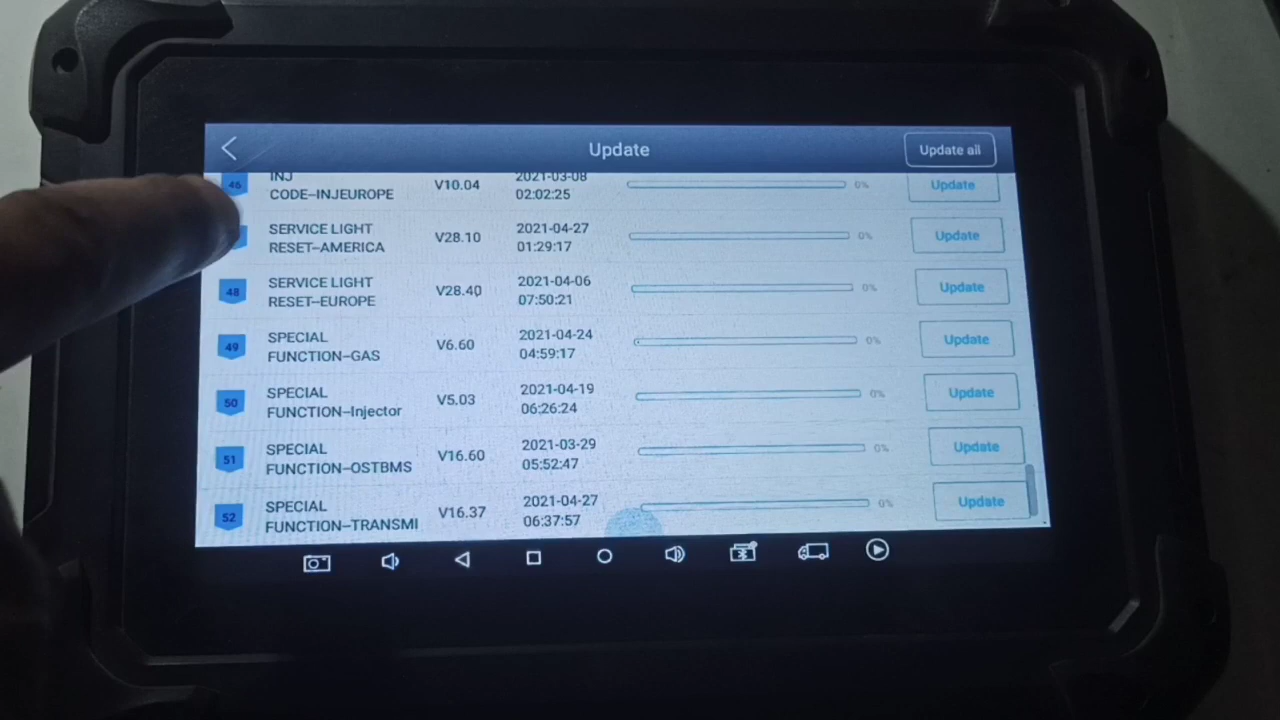 Update
Update all
46
INJ
CODE–INJEUROPE
V10.04
2021-03-08
02:02:25
0%
Update
SERVICE LIGHT
RESET–AMERICA
V28.10
2021-04-27
01:29:17
0%
Update
48
SERVICE LIGHT
RESET–EUROPE
V28.40
2021-04-06
07:50:21
0%
Update
49
SPECIAL
FUNCTION–GAS
V6.60
2021-04-24
04:59:17
0%
Update
50
SPECIAL
FUNCTION–Injector
V5.03
2021-04-19
06:26:24
0%
Update
51
SPECIAL
FUNCTION–OSTBMS
V16.60
2021-03-29
05:52:47
0%
Update
52
SPECIAL
FUNCTION–TRANSMI
V16.37
2021-04-27
06:37:57
0%
Update